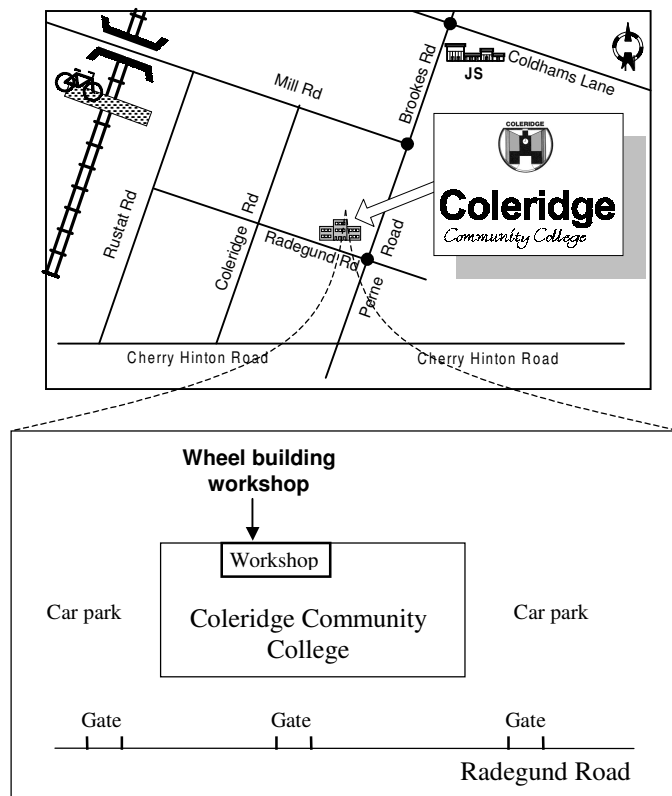 Brookes Rd
Coldhams Lane
JS
N
Mill Rd
COLERIDGE
Coleridge
Community College
Rustat Rd
Coleridge Rd
Radegund Rd
Perne Road
Cherry Hinton Road
Cherry Hinton Road
Wheel building
workshop
Workshop
Car park
Coleridge Community
College
Car park
Gate
Gate
Gate
Radegund Road